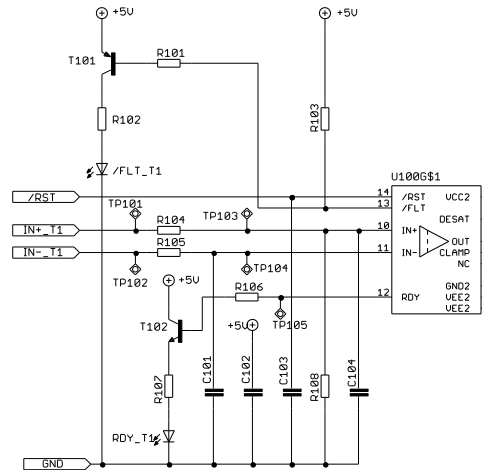 +5V
+5V
R101
T101
R102
R103
/FLT_T1
U100G$1
/RST
14
/RST
VCC2
13
/FLT
TP101
TP103
DESAT
IN+_T1
R104
10
IN+
OUT
IN-_T1
R105
11
IN-
CLAMP
NC
TP102
TP104
+5V
R106
12
RDY
GND2
VEE2
VEE2
TP105
T102
+5V
R107
C101
C102
C103
R108
C104
RDY_T1
GND